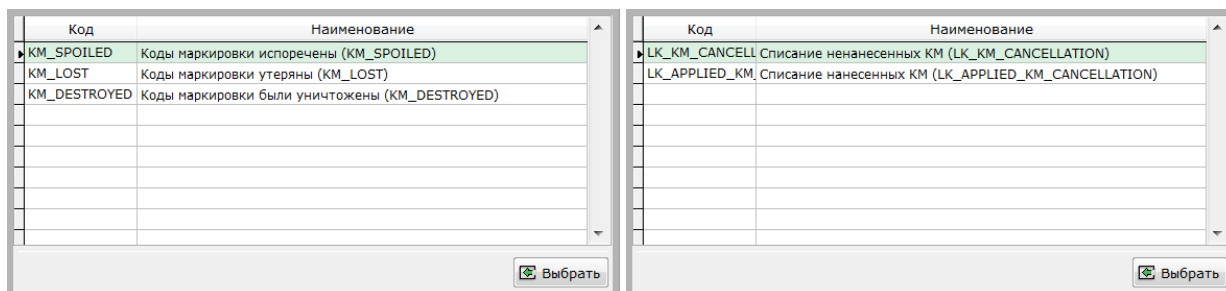 Код Наименование
KM_SPOILED Коды маркировки испоречены (KM_SPOILED)
KM_LOST Коды маркировки утеряны (KM_LOST)
KM_DESTROYED Коды маркировки были уничтожены (KM_DESTROYED)
Выбрать
Код Наименование
LK_KM_CANCELL Списание ненанесенных КМ (LK_KM_CANCELLATION)
LK_APPLIED_KM_ Списание нанесенных КМ (LK_APPLIED_KM_CANCELLATION)
Выбрать